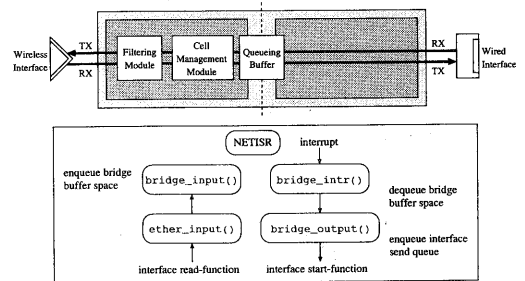 TX
RX
Wireless
Interface
Filtering
Module
Cell
Management
Module
Queueing
Buffer
RX
TX
Wired
Interface
NETISR
interrupt
enqueue bridge
buffer space
bridge_input()
bridge_intr()
dequeue bridge
buffer space
ether_input()
bridge_output()
enqueue interface
send queue
interface read-function
interface start-function